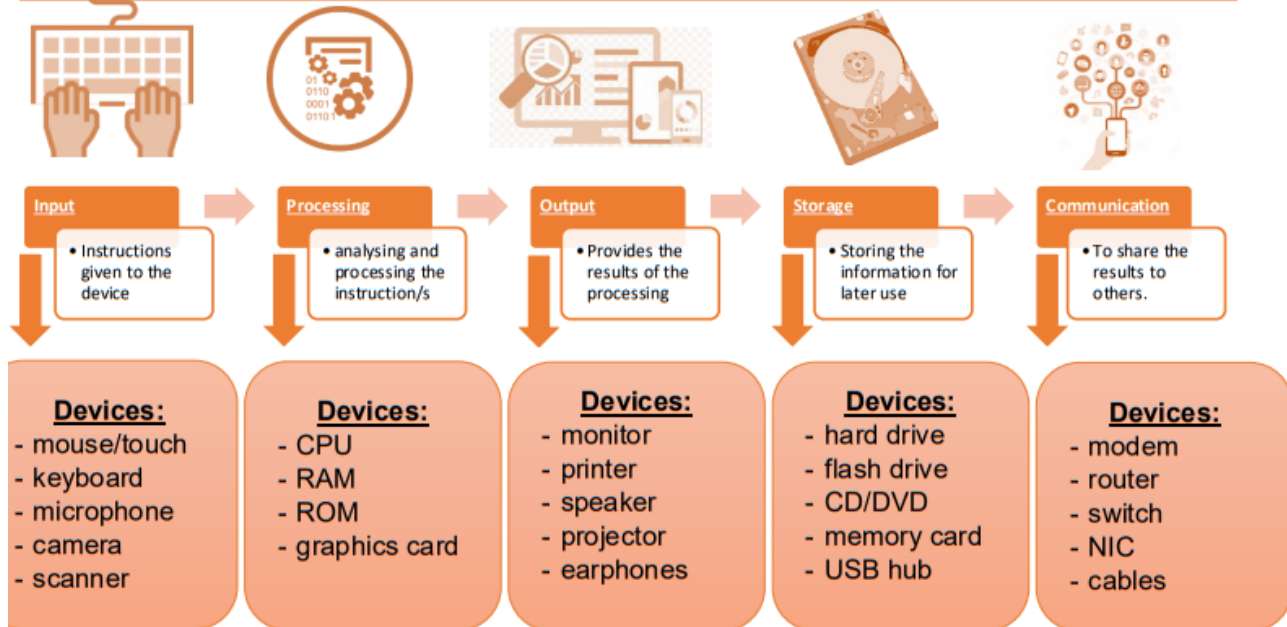 01
0110
0001
01101
Input
• Instructions
given to the
device
Processing
• analysing and
processing the
instruction/s
Output
• Provides the
results of the
processing
Storage
• Storing the
information for
later use
Communication
• To share the
results to
others.
Devices:
- mouse/touch
- keyboard
- microphone
- camera
- scanner
Devices:
- CPU
- RAM
- ROM
- graphics card
Devices:
- monitor
- printer
- speaker
- projector
- earphones
Devices:
- hard drive
- flash drive
- CD/DVD
- memory card
- USB hub
Devices:
- modem
- router
- switch
- NIC
- cables